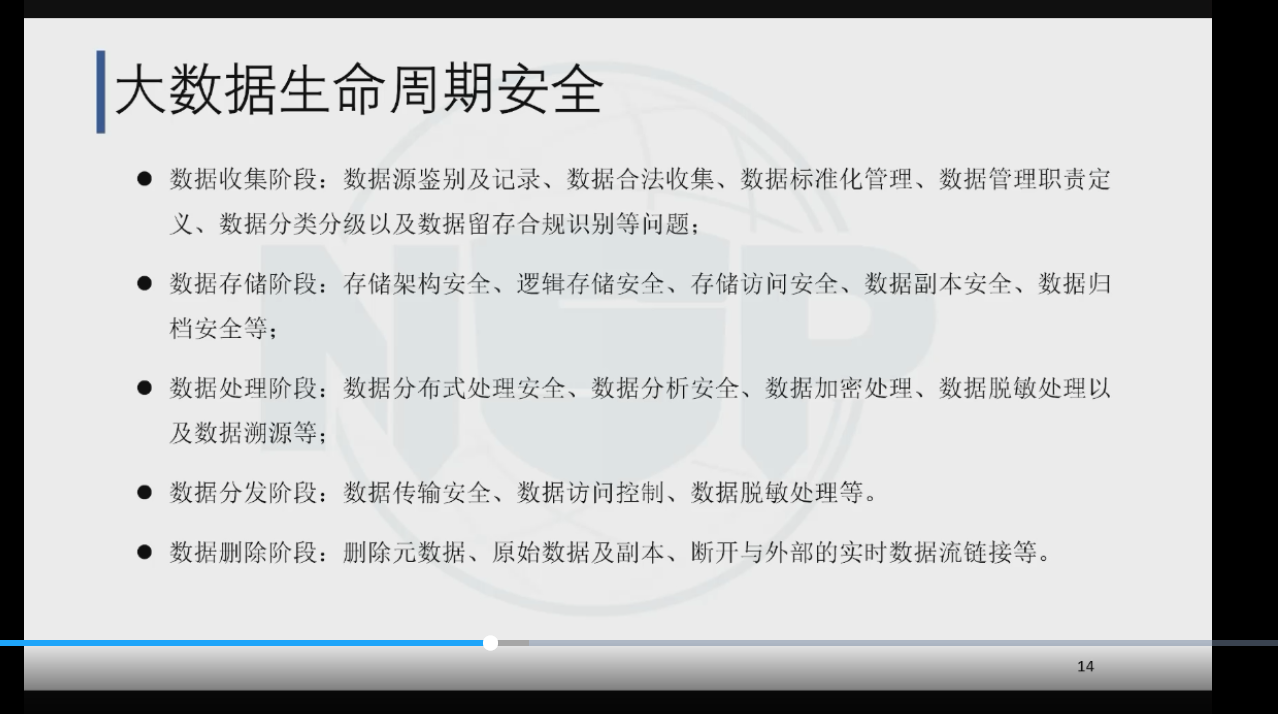 大数据生命周期安全
● 数据收集阶段：数据源鉴别及记录、数据合法收集、数据标准化管理、数据管理职责定
义、数据分类分级以及数据留存合规识别等问题；
● 数据存储阶段：存储架构安全、逻辑存储安全、存储访问安全、数据副本安全、数据归
档安全等；
● 数据处理阶段：数据分布式处理安全、数据分析安全、数据加密处理、数据脱敏处理以
及数据溯源等；
● 数据分发阶段：数据传输安全、数据访问控制、数据脱敏处理等。
● 数据删除阶段：删除元数据、原始数据及副本、断开与外部的实时数据流链接等。
14